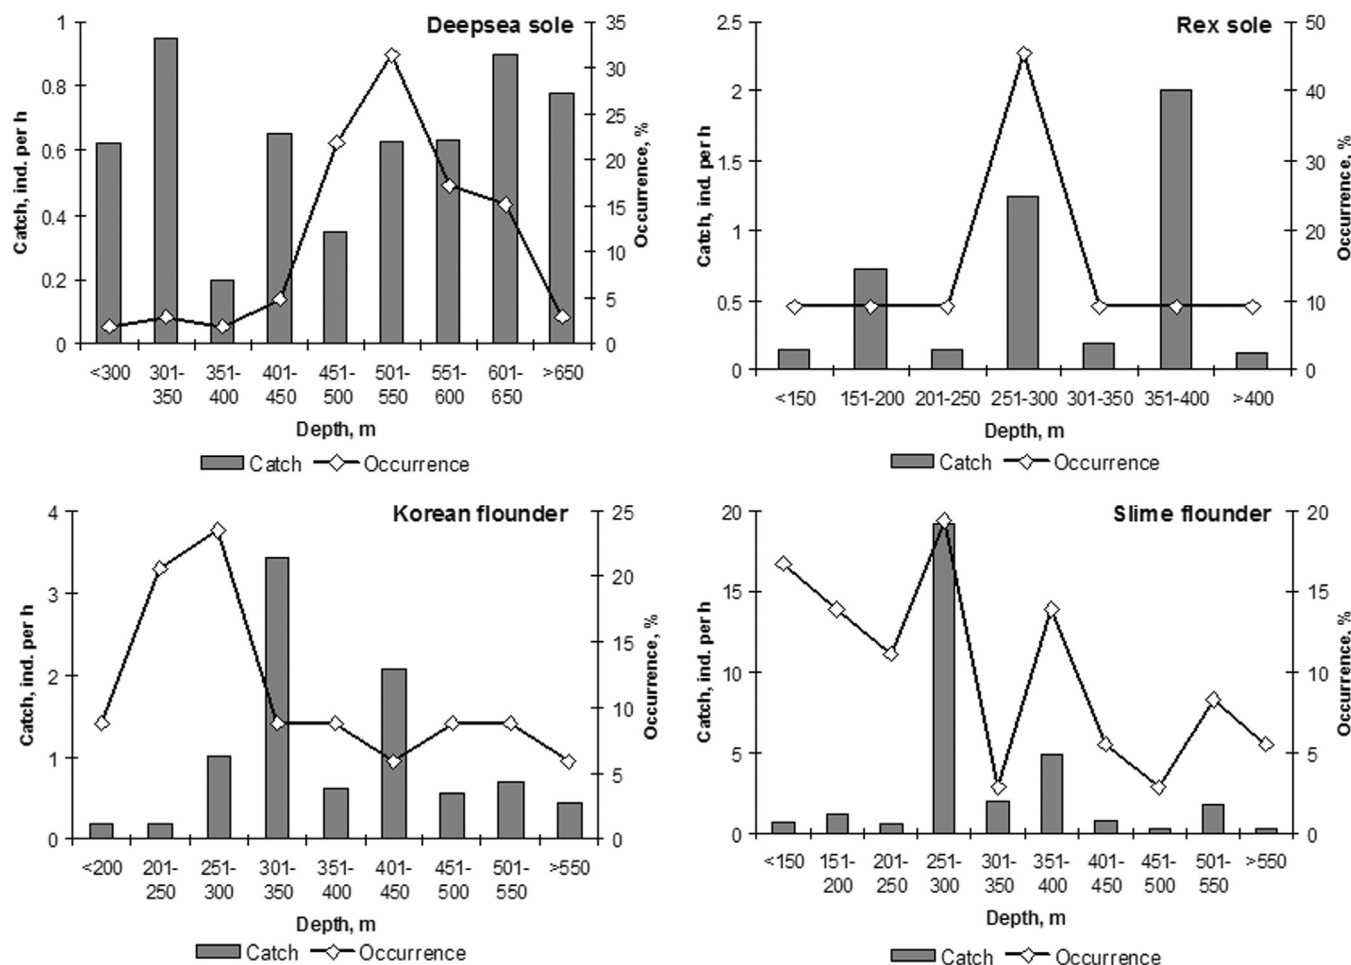 Deepsea sole
Catch, ind. per h
1
0.8
0.6
0.4
0.2
0
Occurrence, %
35
30
25
20
15
10
5
0
<300 301-350 351-400 401-450 451-500 501-550 551-600 601-650 >650
Depth, m
Catch Occurrence
Rex sole
Catch, ind. per h
2.5
2
1.5
1
0.5
0
Occurrence, %
50
40
30
20
10
0
<150 151-200 201-250 251-300 301-350 351-400 >400
Depth, m
Catch Occurrence
Korean flounder
Catch, ind. per h
4
3
2
1
0
Occurrence, %
25
20
15
10
5
0
<200 201-250 251-300 301-350 351-400 401-450 451-500 501-550 >550
Depth, m
Catch Occurrence
Slime flounder
Catch, ind. per h
20
15
10
5
0
Occurrence, %
20
15
10
5
0
<150 151-200 201-250 251-300 301-350 351-400 401-450 451-500 501-550 >550
Depth, m
Catch Occurrence